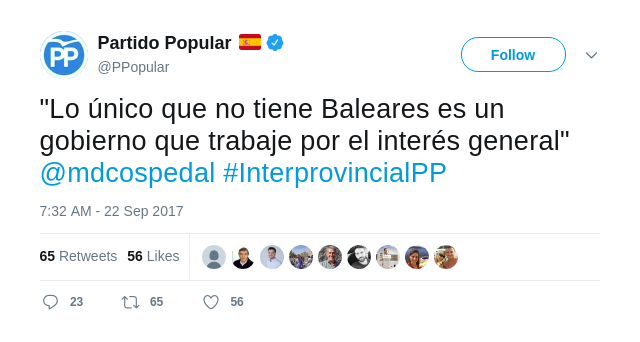 PP
Partido Popular
@PPopular
Follow
"Lo único que no tiene Baleares es un
gobierno que trabaje por el interés general"
@mdcospedal #InterprovincialPP
7:32 AM - 22 Sep 2017
65 Retweets 56 Likes
23 65 56